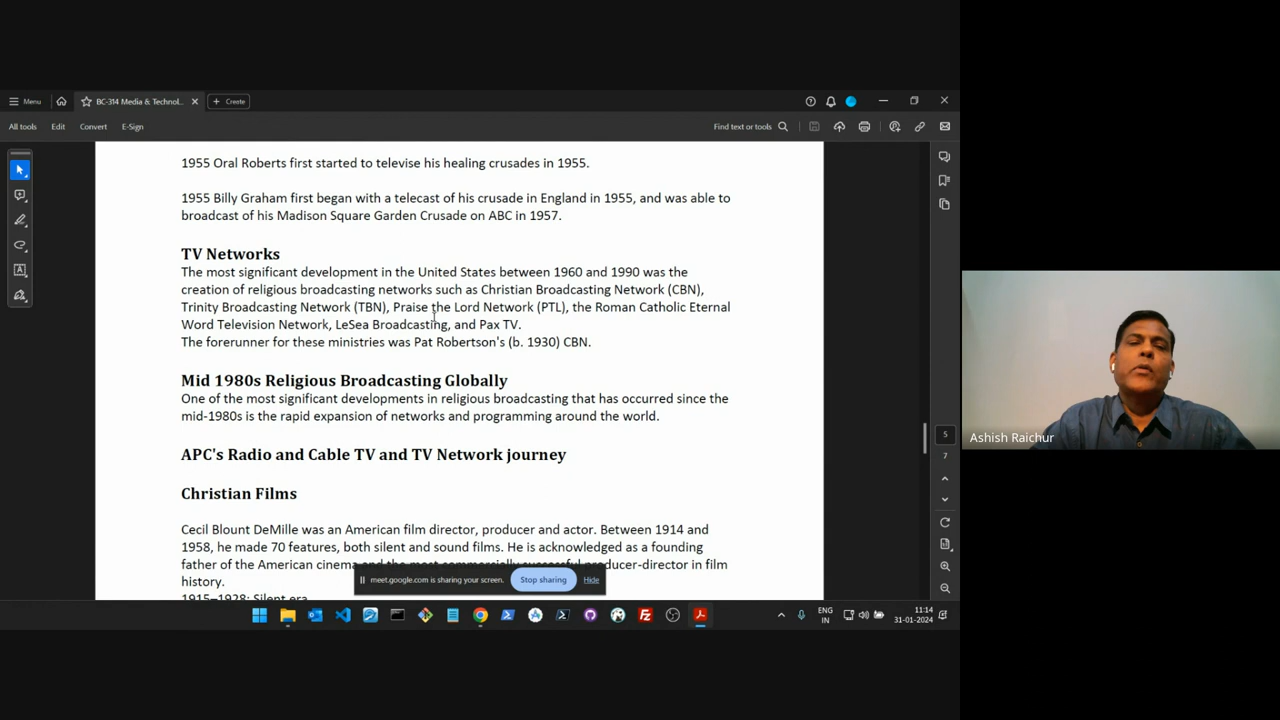 Menu
BC-314 Media & Technol...
Create
All tools
Edit
Convert
E-Sign
Find text or tools
1955 Oral Roberts first started to televise his healing crusades in 1955.
1955 Billy Graham first began with a telecast of his crusade in England in 1955, and was able to
broadcast of his Madison Square Garden Crusade on ABC in 1957.
TV Networks
The most significant development in the United States between 1960 and 1990 was the
creation of religious broadcasting networks such as Christian Broadcasting Network (CBN),
Trinity Broadcasting Network (TBN), Praise the Lord Network (PTL), the Roman Catholic Eternal
Word Television Network, LeSea Broadcasting, and Pax TV.
The forerunner for these ministries was Pat Robertson's (b. 1930) CBN.
Mid 1980s Religious Broadcasting Globally
One of the most significant developments in religious broadcasting that has occurred since the
mid-1980s is the rapid expansion of networks and programming around the world.
APC's Radio and Cable TV and TV Network journey
Christian Films
Cecil Blount DeMille was an American film director, producer and actor. Between 1914 and
1958, he made 70 features, both silent and sound films. He is acknowledged as a founding
father of the American cinema and the most commercially successful producer-director in film
history.
1915–1928: Silent era
5
7
meet.google.com is sharing your screen.
Stop sharing
Hide
ENG
IN
11:14
31-01-2024
Ashish Raichur